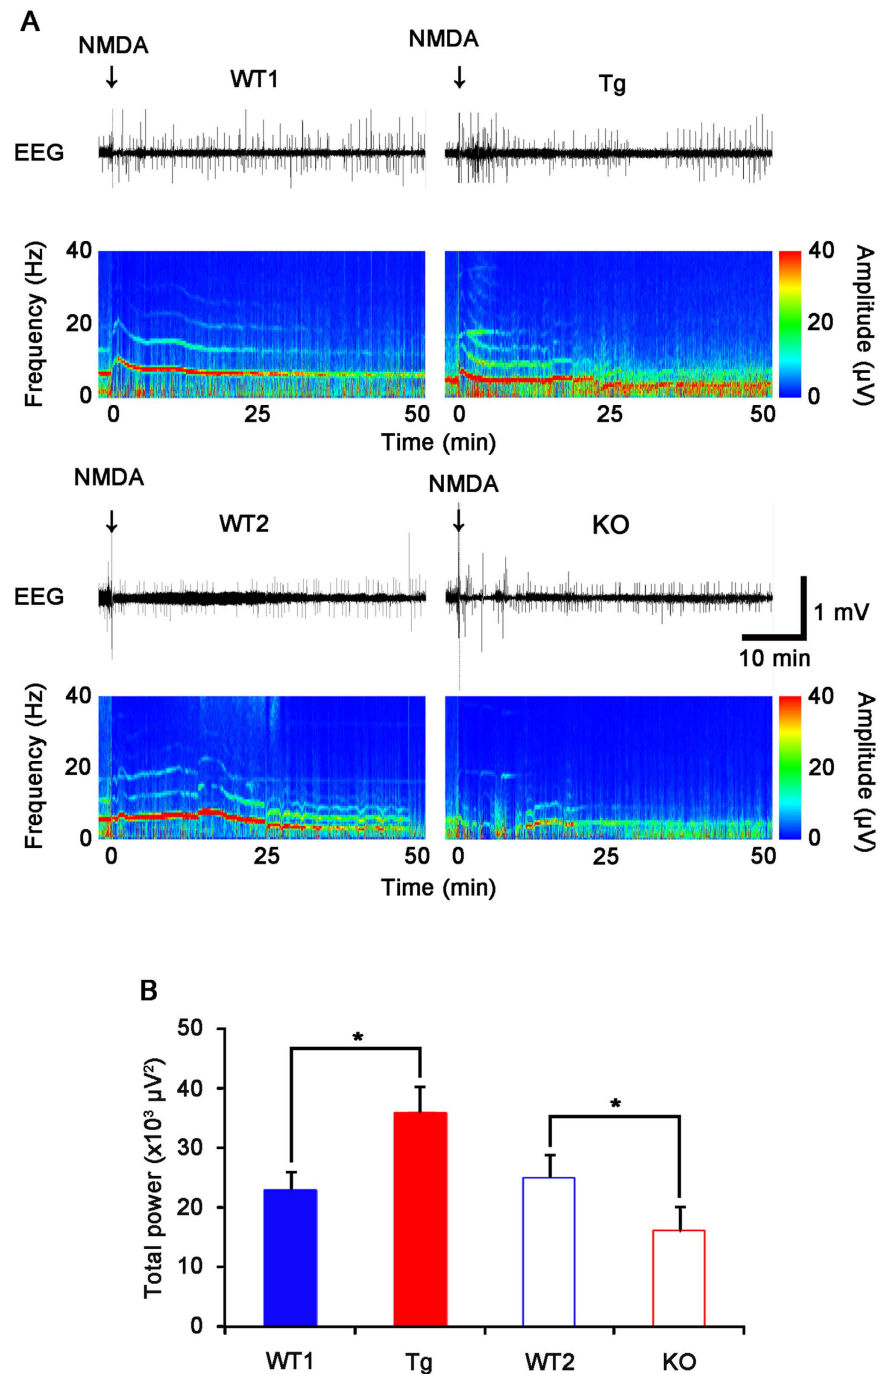 A
NMDA NMDA
WT1 Tg
EEG
Frequency (Hz)
40
20
0
40
20
0
Amplitude (µV)
0 25 50 0 25 50
Time (min)
NMDA NMDA
WT2 KO
EEG
1 mV
10 min
Frequency (Hz)
40
20
0
40
20
0
Amplitude (µV)
0 25 50 0 25 50
Time (min)
B
Total power (x10³ µV²)
50
40
30
20
10
0
* *
WT1 Tg WT2 KO